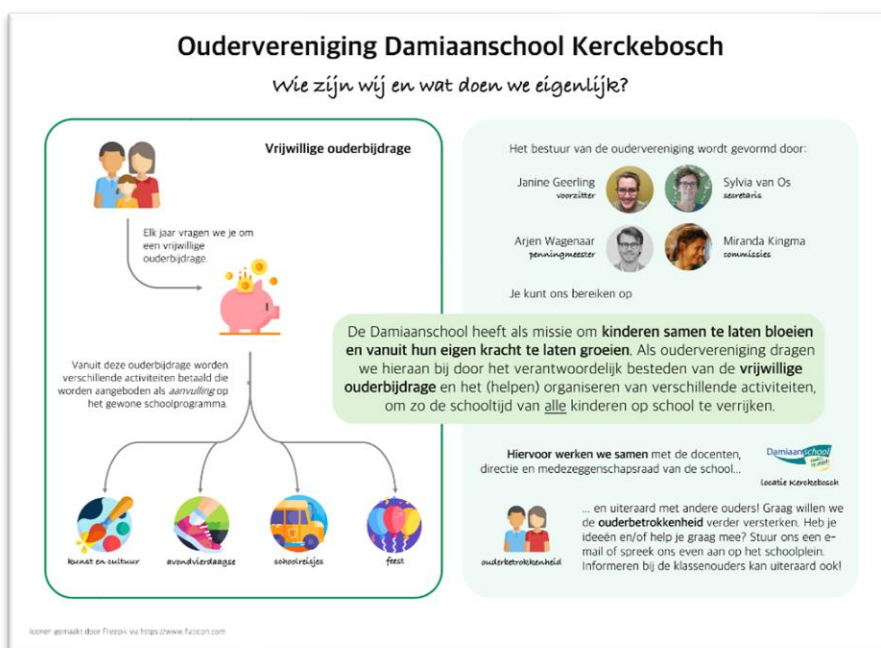 Oudervereniging Damiaanschool Kerckebosch
Wie zijn wij en wat doen we eigenlijk?
Vrijwillige ouderbijdrage
Elk jaar vragen we je om
een vrijwillige
ouderbijdrage.
Vanuit deze ouderbijdrage worden
verschillende activiteiten betaald die
worden aangeboden als aanvulling op
het gewone schoolprogramma.
kunst en cultuur
avondvierdaagse
schoolreisjes
feest
Het bestuur van de oudervereniging wordt gevormd door:
Janine Geerling
voorzitter
Sylvia van Os
secretaris
Arjen Wagenaar
penningmeester
Miranda Kingma
commissies
Je kunt ons bereiken op
De Damiaanschool heeft als missie om kinderen samen te laten bloeien
en vanuit hun eigen kracht te laten groeien. Als oudervereniging dragen
we hieraan bij door het verantwoordelijk besteden van de vrijwillige
ouderbijdrage en het (helpen) organiseren van verschillende activiteiten,
om zo de schooltijd van alle kinderen op school te verrijken.
Hiervoor werken we samen met de docenten,
directie en medezeggenschapsraad van de school...
Damiaanschool
locatie Kerckebosch
... en uiteraard met andere ouders! Graag willen we
de ouderbetrokkenheid verder versterken. Heb je
ideeën en/of help je graag mee? Stuur ons een e-
mail of spreek ons even aan op het schoolplein.
Informeren bij de klassenouders kan uiteraard ook!
ouderbetrokkenheid
Iconen gemaakt door Freepik via https://www.flaticon.com